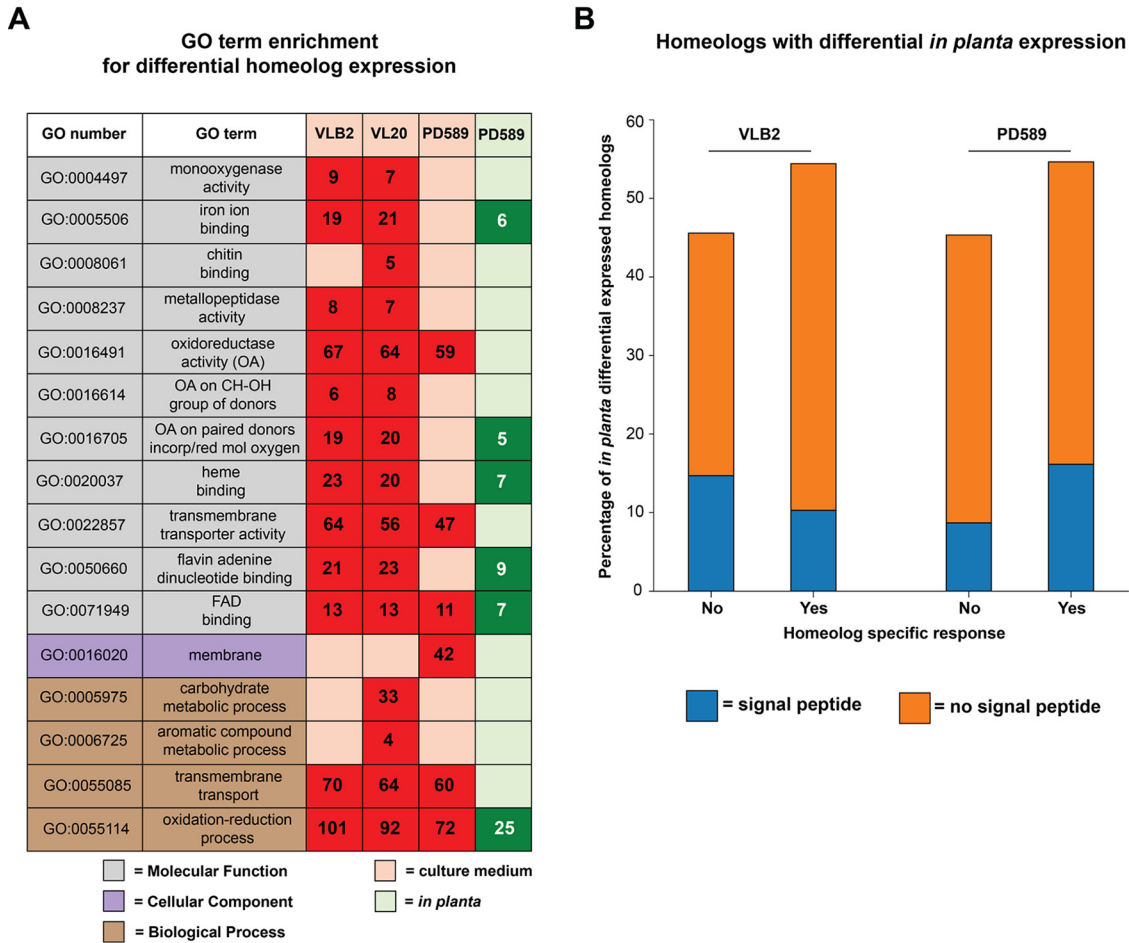 A
GO term enrichment
for differential homeolog expression
GO number GO term VLB2 VL20 PD589 PD589
GO:0004497 monooxygenase activity 9 7
GO:0005506 iron ion binding 19 21 6
GO:0008061 chitin binding 5
GO:0008237 metallopeptidase activity 8 7
GO:0016491 oxidoreductase activity (OA) 67 64 59
GO:0016614 OA on CH-OH group of donors 6 8
GO:0016705 OA on paired donors incorp/red mol oxygen 19 20 5
GO:0020037 heme binding 23 20 7
GO:0022857 transmembrane transporter activity 64 56 47
GO:0050660 flavin adenine dinucleotide binding 21 23 9
GO:0071949 FAD binding 13 13 11 7
GO:0016020 membrane 42
GO:0005975 carbohydrate metabolic process 33
GO:0006725 aromatic compound metabolic process 4
GO:0055085 transmembrane transport 70 64 60
GO:0055114 oxidation-reduction process 101 92 72 25
= Molecular Function
= Cellular Component
= Biological Process
= culture medium
= in planta
B
Homeologs with differential in planta expression
VLB2 PD589
Percentage of in planta differential expressed homeologs
60
50
40
30
20
10
0
No Yes No Yes
Homeolog specific response
= signal peptide = no signal peptide